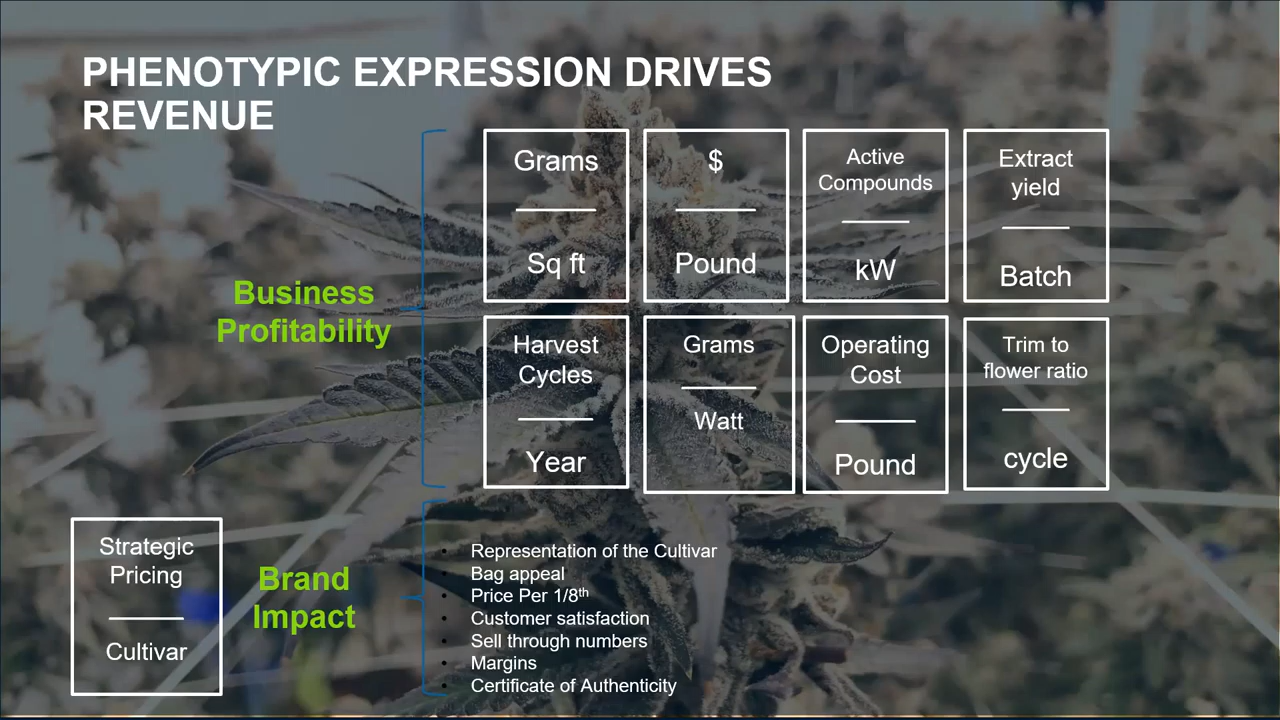 PHENOTYPIC EXPRESSION DRIVES
REVENUE
Business
Profitability
Grams
Sq ft
$
Pound
Active
Compounds
kW
Extract
yield
Batch
Harvest
Cycles
Year
Grams
Watt
Operating
Cost
Pound
Trim to
flower ratio
cycle
Strategic
Pricing
Cultivar
Brand
Impact
• Representation of the Cultivar
• Bag appeal
• Price Per 1/8th
• Customer satisfaction
• Sell through numbers
• Margins
• Certificate of Authenticity